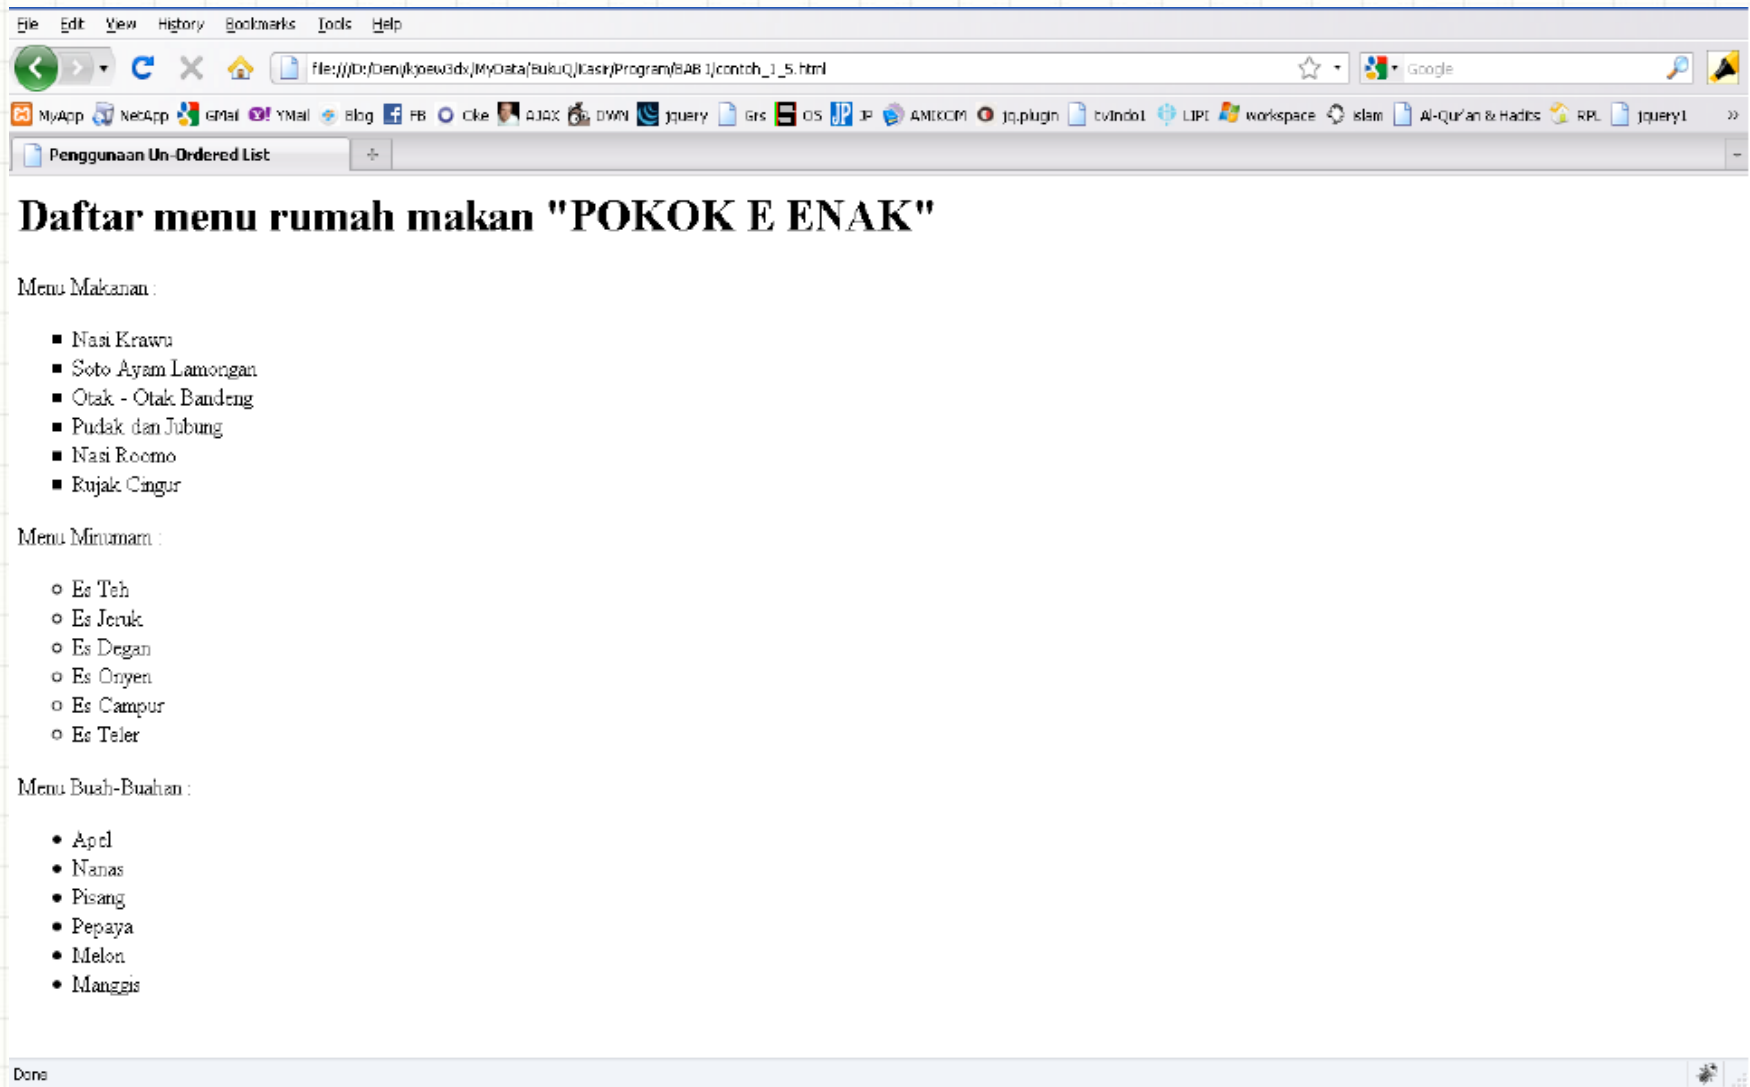 File Edit View History Bookmarks Tools Help
file:///D:/Deni/kjoew3dx/MyData/BukuQ/Kasir/Program/BAB 1/contoh_1_5.html Google
MyApp NetApp GMail YMail Blog FB Oke AJAX DWN jquery Grs OS JP JP AMIKOM jq.plugin tvIndo1 LIPI workspace islam Al-Qur'an & Hadits RPL jquery1 »
Penggunaan Un-Ordered List
Daftar menu rumah makan "POKOK E ENAK"
Menu Makanan :
Nasi Krawu
Soto Ayam Lamongan
Otak - Otak Bandeng
Pudak dan Jubung
Nasi Roomo
Rujak Cingur
Menu Minumam :
Es Teh
Es Jeruk
Es Degan
Es Onyen
Es Campur
Es Teler
Menu Buah-Buahan :
Apel
Nanas
Pisang
Pepaya
Melon
Manggis
Done